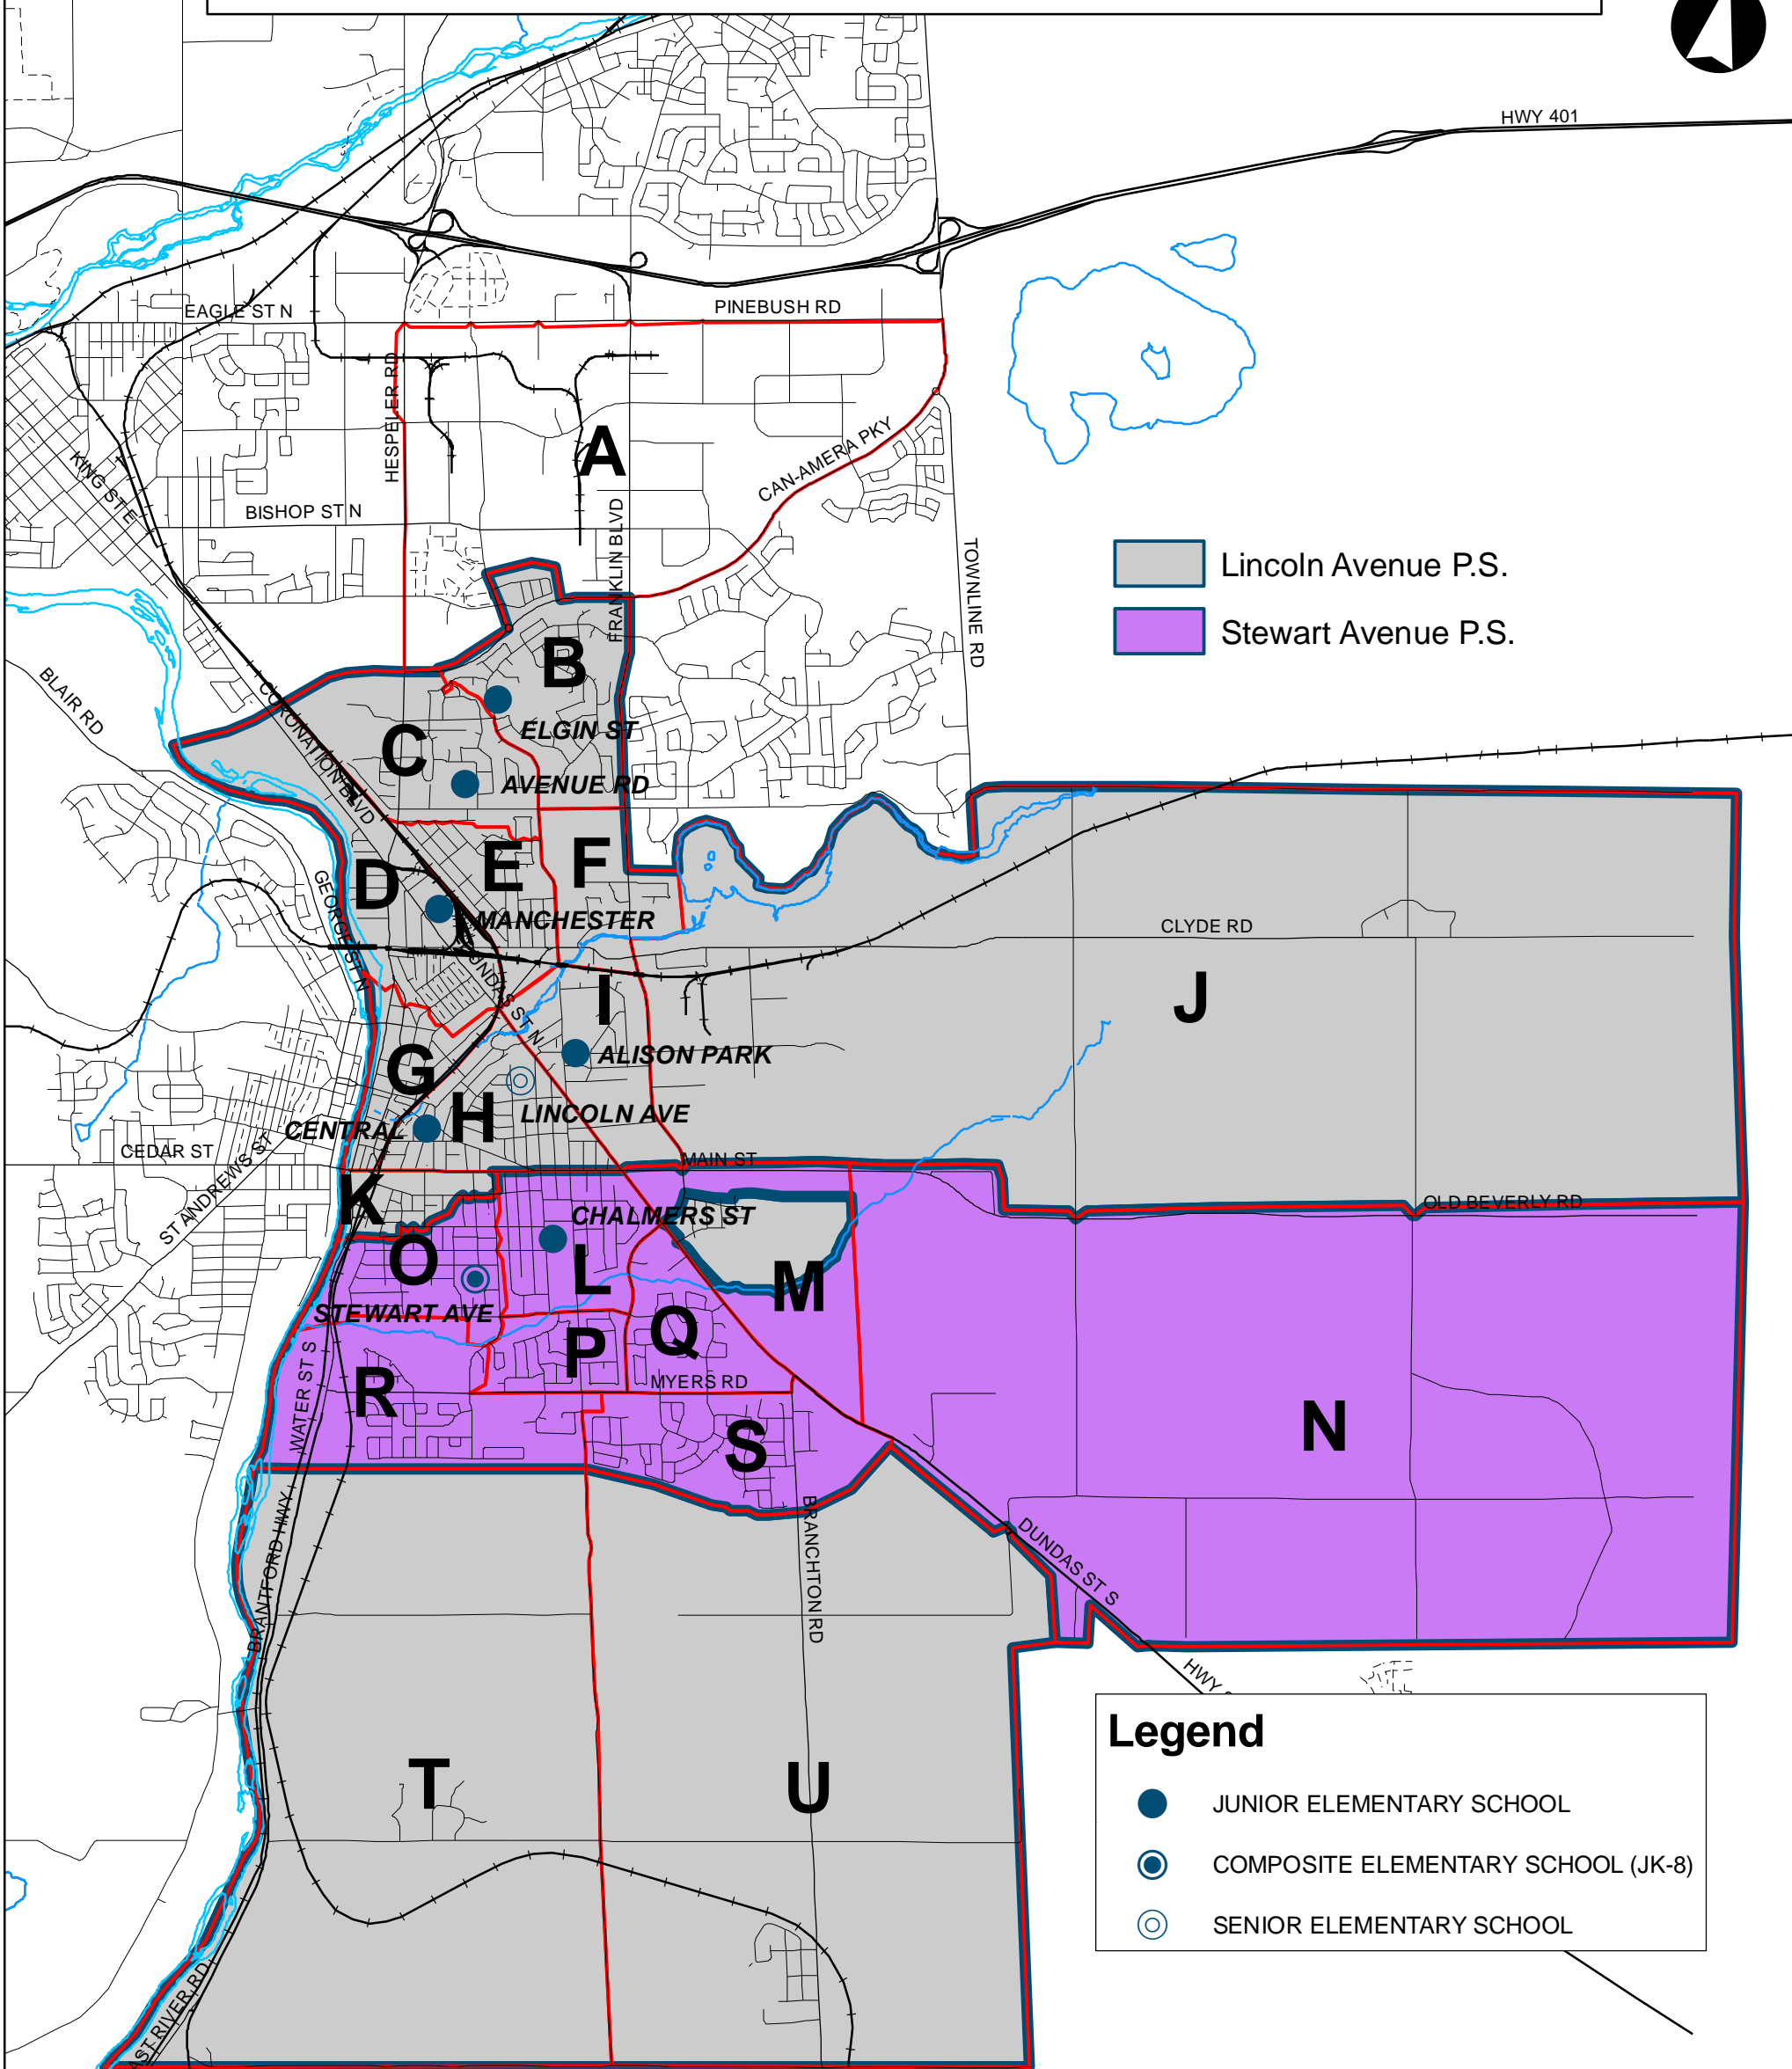 HWY 401
EAGLE ST N
PINEBUSH RD
HESPELER RD
A
CAN-AMERA PKY
KING ST E
BISHOP ST N
FRANKLIN BLVD
TOWNLINE RD
Lincoln Avenue P.S.
Stewart Avenue P.S.
B
BLAIR RD
CORONATION BLVD
ELGIN ST
C
AVENUE RD
D
E
F
GEORGE ST N
MANCHESTER
CLYDE RD
DUNDAS ST N
I
J
G
ALISON PARK
H
LINCOLN AVE
CENTRAL
CEDAR ST
ST ANDREWS ST
MAIN ST
K
OLD BEVERLY RD
CHALMERS ST
O
L
M
STEWART AVE
Q
P
R
WATER ST S
MYERS RD
N
S
BRANTFORD HWY
BRANCHTON RD
DUNDAS ST S
HWY
Legend
T
U
JUNIOR ELEMENTARY SCHOOL
COMPOSITE ELEMENTARY SCHOOL (JK-8)
SENIOR ELEMENTARY SCHOOL
RIVER RD